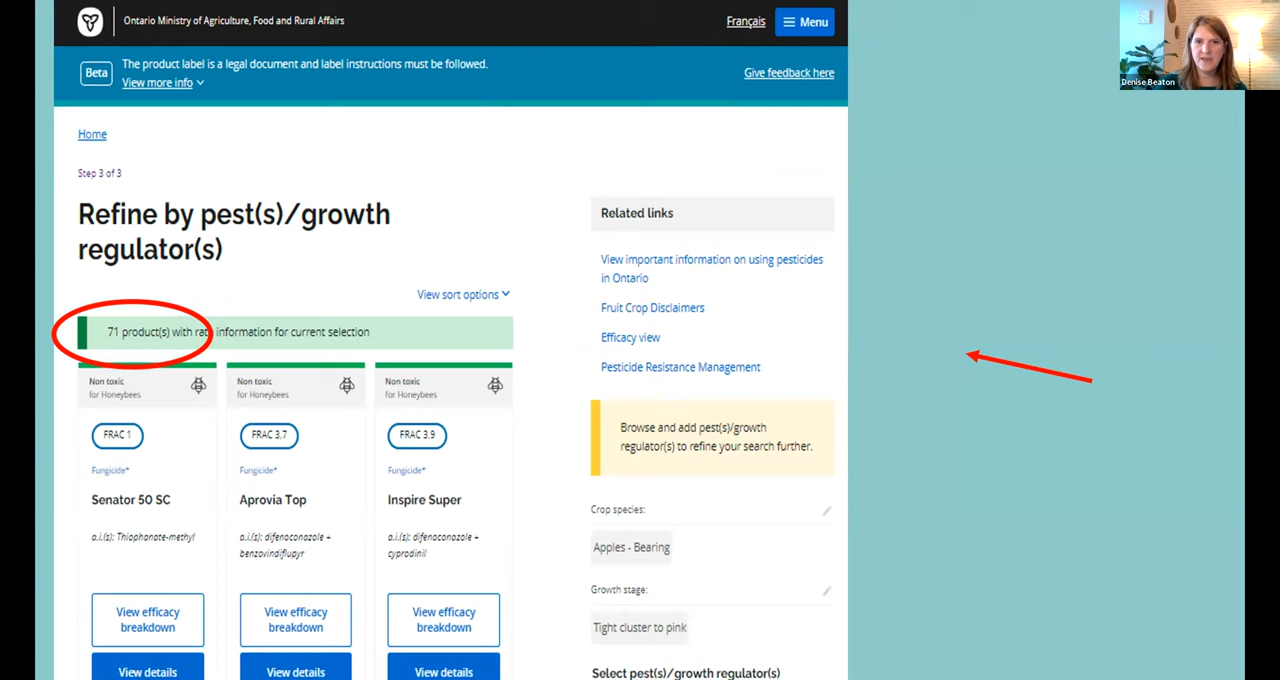 Ontario Ministry of Agriculture, Food and Rural Affairs
Français
Menu
Beta
The product label is a legal document and label instructions must be followed.
View more info
Give feedback here
Denise Beaton
Home
Step 3 of 3
Refine by pest(s)/growth
regulator(s)
View sort options
71 product(s) with rate information for current selection
Non toxic
for Honeybees
FRAC 1
Fungicide*
Senator 50 SC
a.i.(s): Thiophanate-methyl
View efficacy
breakdown
View details
Non toxic
for Honeybees
FRAC 3,7
Fungicide*
Aprovia Top
a.i.(s): difenoconazole +
benzovindiflupyr
View efficacy
breakdown
View details
Non toxic
for Honeybees
FRAC 3,9
Fungicide*
Inspire Super
a.i.(s): difenoconazole +
cyprodinil
View efficacy
breakdown
View details
Related links
View important information on using pesticides
in Ontario
Fruit Crop Disclaimers
Efficacy view
Pesticide Resistance Management
Browse and add pest(s)/growth
regulator(s) to refine your search further.
Crop species:
Apples - Bearing
Growth stage:
Tight cluster to pink
Select pest(s)/growth regulator(s)